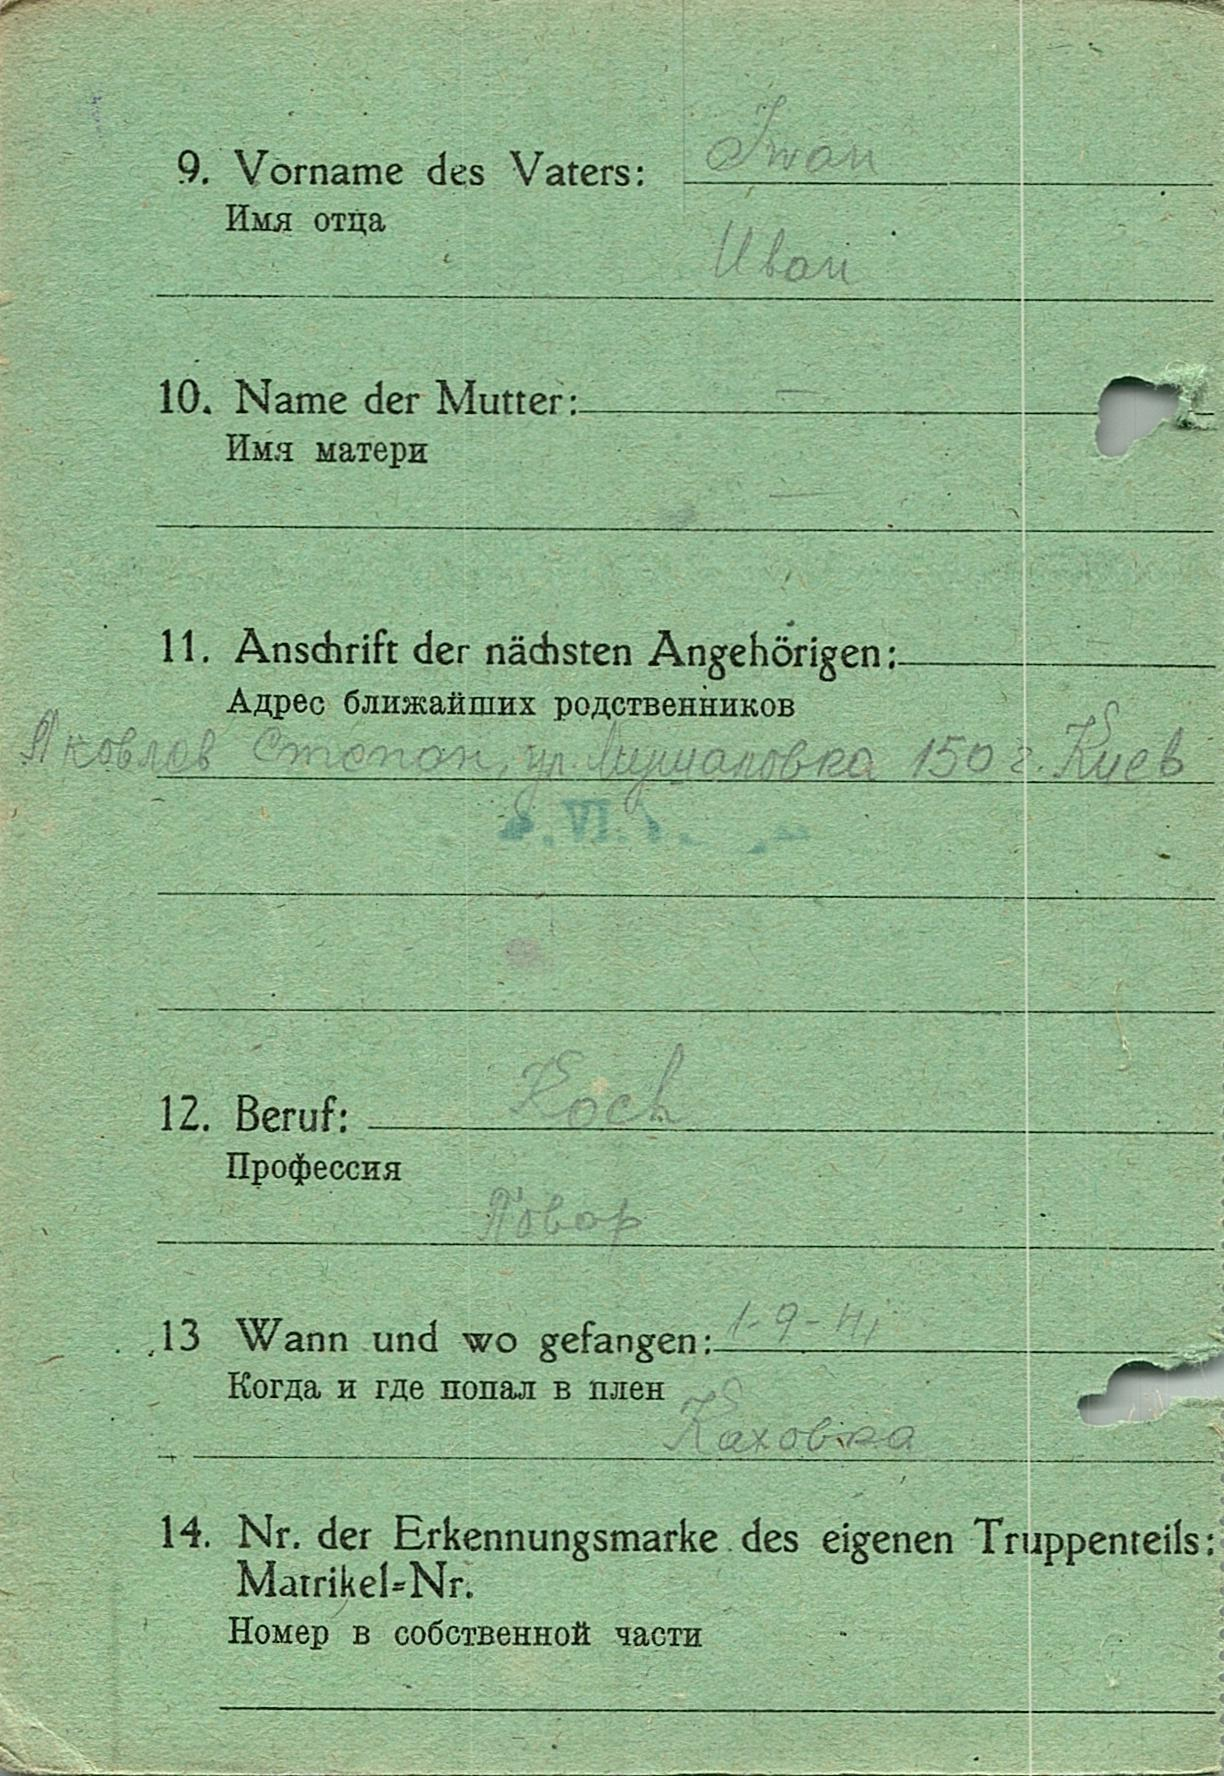 9. Vorname des Vaters: Iwan
Имя отца
Иван
10. Name der Mutter: —
Имя матери
—
11. Anschrift der nächsten Angehörigen:
Адрес ближайших родственников
Яковлев Степан, ул. 150 г. Киев
VI.
12. Beruf: Koch
Профессия
Повар
13 Wann und wo gefangen: 1-9-41
Когда и где попал в плен
Каховка
14. Nr. der Erkennungsmarke des eigenen Truppenteils:
Matrikel=Nr.
Номер в собственной части